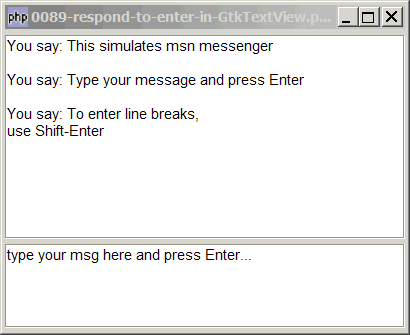 php 0089-respond-to-enter-in-GtkTextView.p...
You say: This simulates msn messenger
You say: Type your message and press Enter
You say: To enter line breaks,
use Shift-Enter
type your msg here and press Enter...